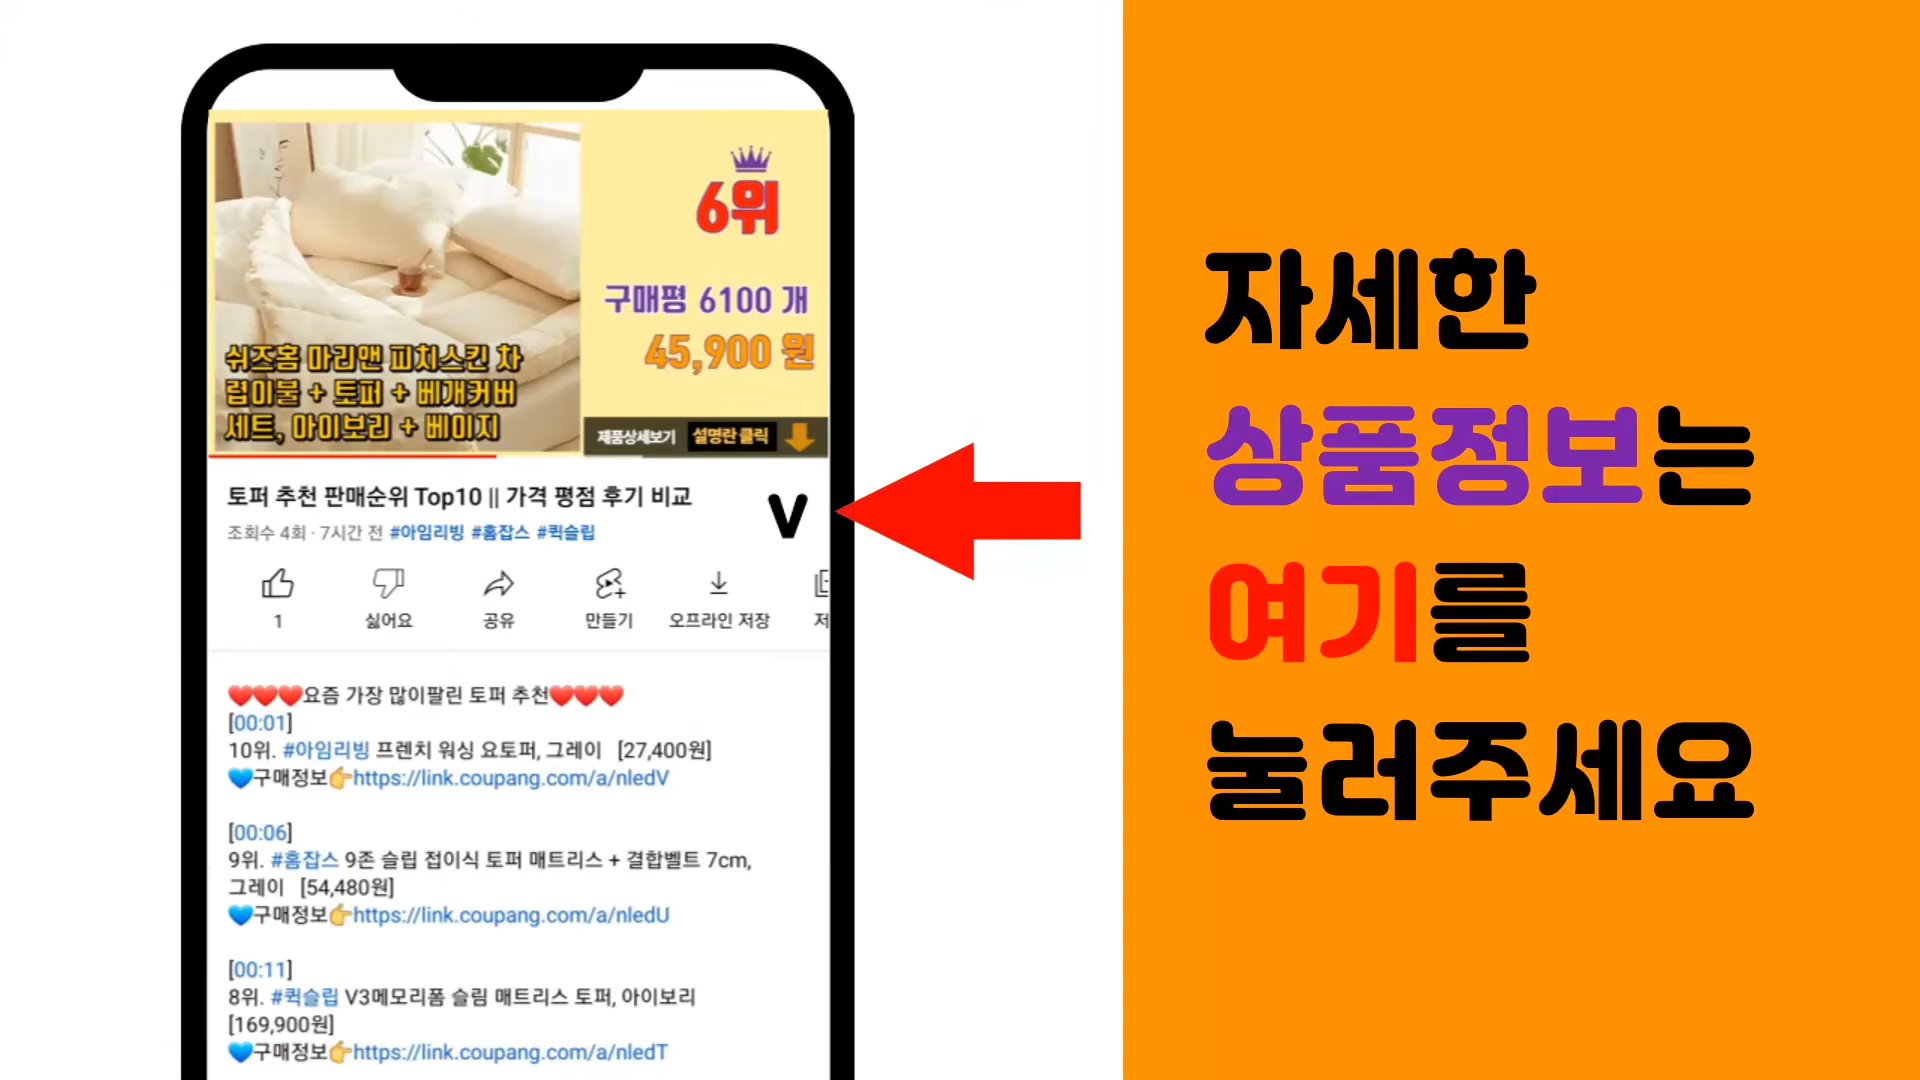 6위
구매평 6100 개
45,900 원
쉬즈홈 마리앤 피치스킨 차
렵이불 + 토퍼 + 베개커버
세트, 아이보리 + 베이지
제품상세보기 설명란 클릭
토퍼 추천 판매순위 Top10 || 가격 평점 후기 비교
V
조회수 4회 · 7시간 전 #아임리빙 #홈잡스 #퀵슬립
1 싫어요 공유 만들기 오프라인 저장 저
❤❤❤요즘 가장 많이팔린 토퍼 추천❤❤❤
[00:01]
10위. #아임리빙 프렌치 워싱 요토퍼, 그레이 [27,400원]
💙구매정보👉https://link.coupang.com/a/nledV
[00:06]
9위. #홈잡스 9존 슬립 접이식 토퍼 매트리스 + 결합벨트 7cm,
그레이 [54,480원]
💙구매정보👉https://link.coupang.com/a/nledU
[00:11]
8위. #퀵슬립 V3메모리폼 슬림 매트리스 토퍼, 아이보리
[169,900원]
💙구매정보👉https://link.coupang.com/a/nledT
자세한
상품정보는
여기를
눌러주세요